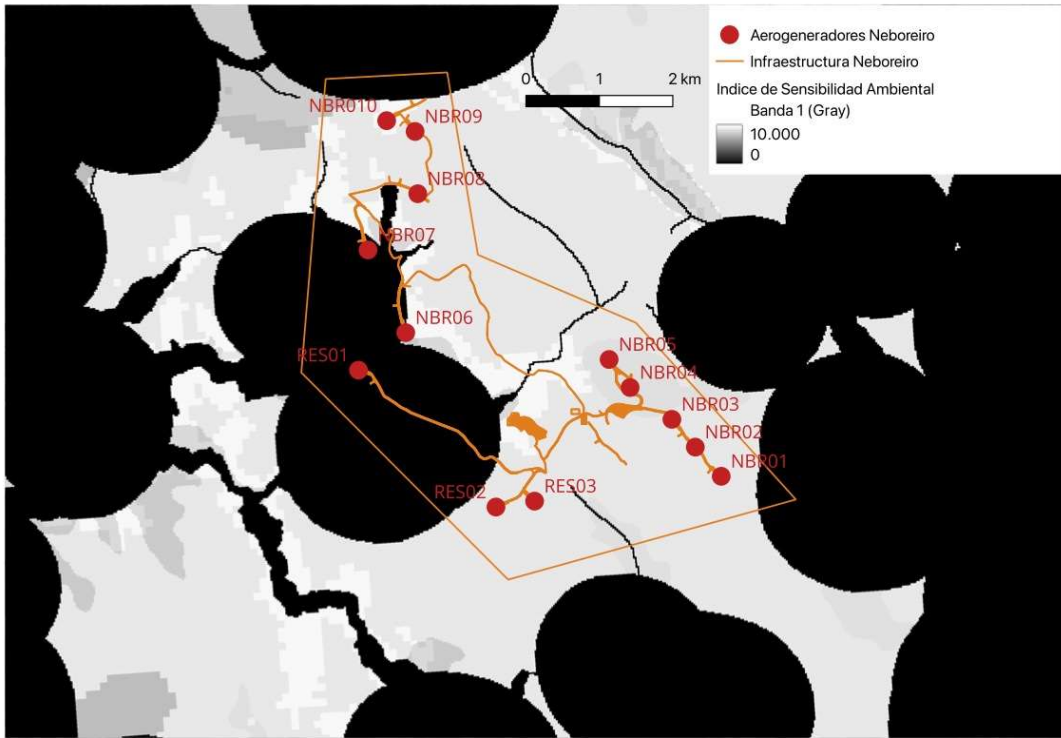 Aerogeneradores Neboreiro
Infraestructura Neboreiro
Indice de Sensibilidad Ambiental
Banda 1 (Gray)
10.000
0
0 1 2 km
NBR010
NBR09
NBR08
NBR07
NBR06
RES01
NBR05
NBR04
NBR03
NBR02
NBR01
RES02
RES03